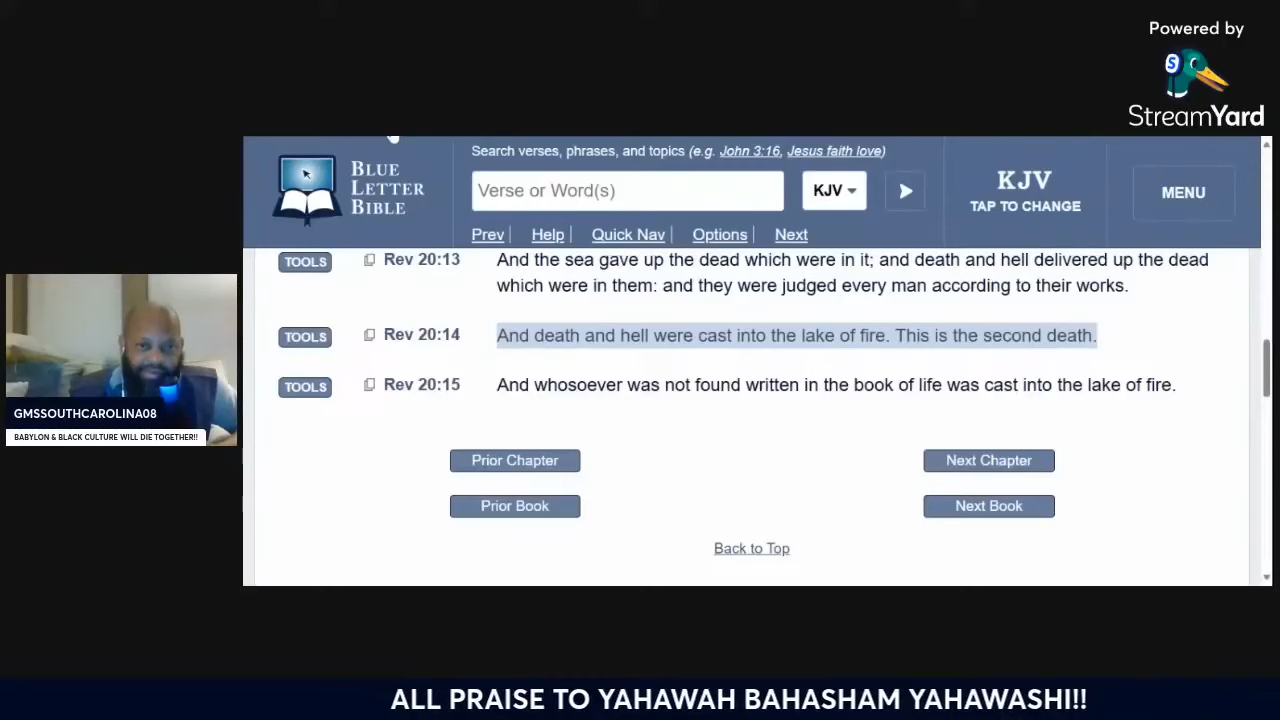 Powered by
S
StreamYard
BLUE
LETTER
BIBLE
Search verses, phrases, and topics (e.g. John 3:16, Jesus faith love)
Verse or Word(s)
KJV
KJV
TAP TO CHANGE
MENU
Prev
Help
Quick Nav
Options
Next
TOOLS Rev 20:13 And the sea gave up the dead which were in it; and death and hell delivered up the dead
which were in them: and they were judged every man according to their works.
TOOLS Rev 20:14 And death and hell were cast into the lake of fire. This is the second death.
TOOLS Rev 20:15 And whosoever was not found written in the book of life was cast into the lake of fire.
Prior Chapter
Next Chapter
Prior Book
Next Book
Back to Top
GMSSOUTHCAROLINA08
BABYLON & BLACK CULTURE WILL DIE TOGETHER!!
ALL PRAISE TO YAHAWAH BAHASHAM YAHAWASHI!!